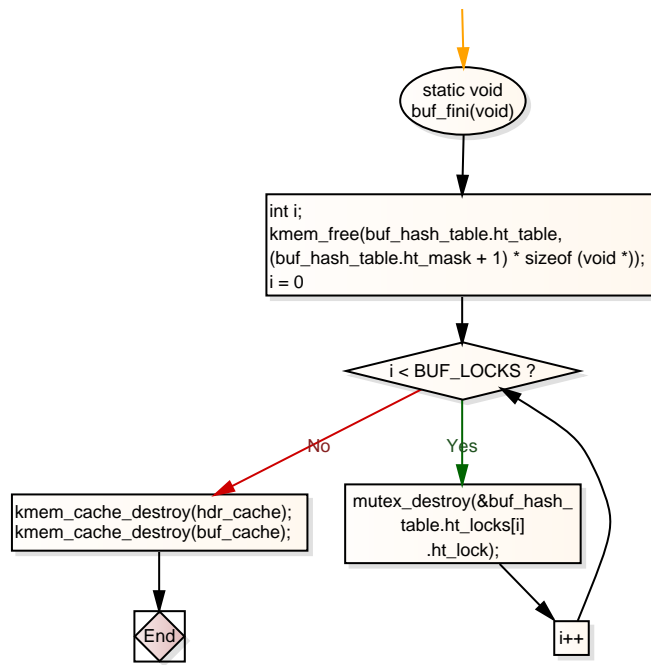 static void
buf_fini(void)
int i;
kmem_free(buf_hash_table.ht_table,
(buf_hash_table.ht_mask + 1) * sizeof (void *));
i = 0
i < BUF_LOCKS ?
No
Yes
kmem_cache_destroy(hdr_cache);
kmem_cache_destroy(buf_cache);
mutex_destroy(&buf_hash_
table.ht_locks[i]
.ht_lock);
End
i++